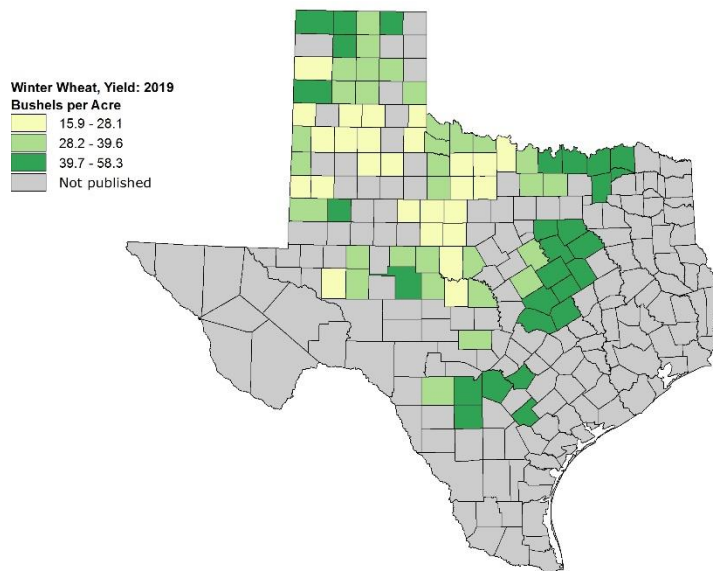 Winter Wheat, Yield: 2019
Bushels per Acre
15.9 - 28.1
28.2 - 39.6
39.7 - 58.3
Not published